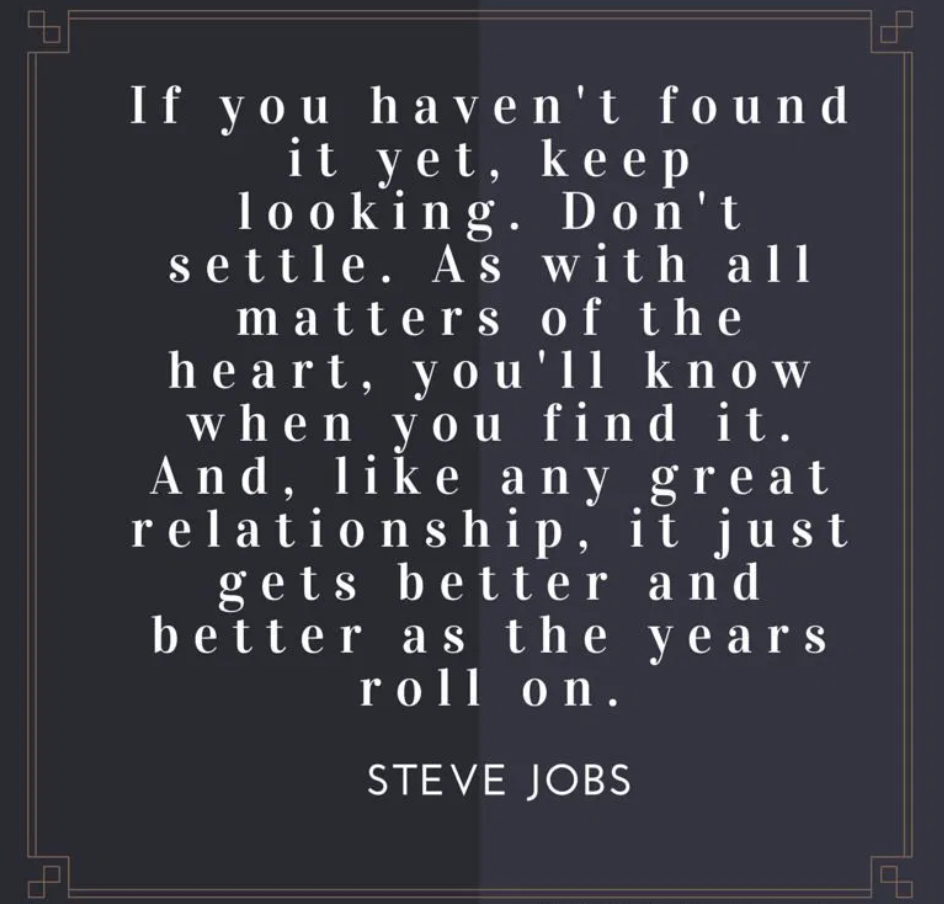 If you haven't found
it yet, keep
looking. Don't
settle. As with all
matters of the
heart, you'll know
when you find it.
And, like any great
relationship, it just
gets better and
better as the years
roll on.
STEVE JOBS